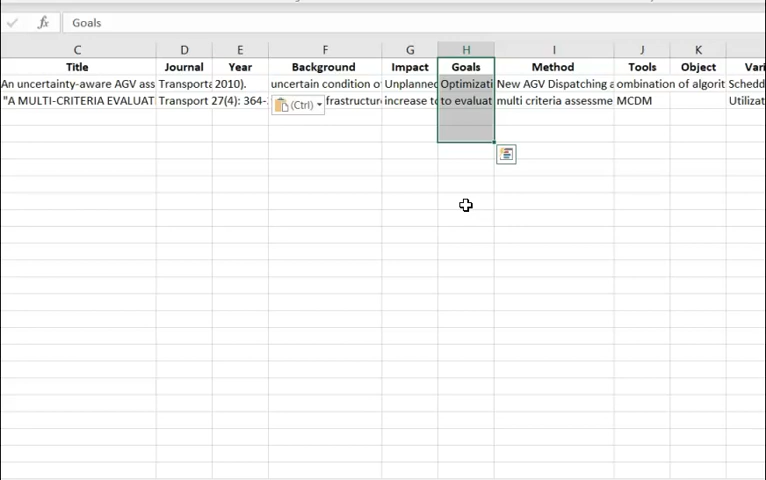 fx Goals
C D E F G H I J K
Title Journal Year Background Impact Goals Method Tools Object Vari
An uncertainty-aware AGV ass Transporta 2010). uncertain condition o Unplanned Optimizati New AGV Dispatching a ombination of algorit Schedd
"A MULTI-CRITERIA EVALUAT Transport 27(4): 364- frastructure increase to to evaluat multi criteria assessme MCDM Utilizat
(Ctrl)